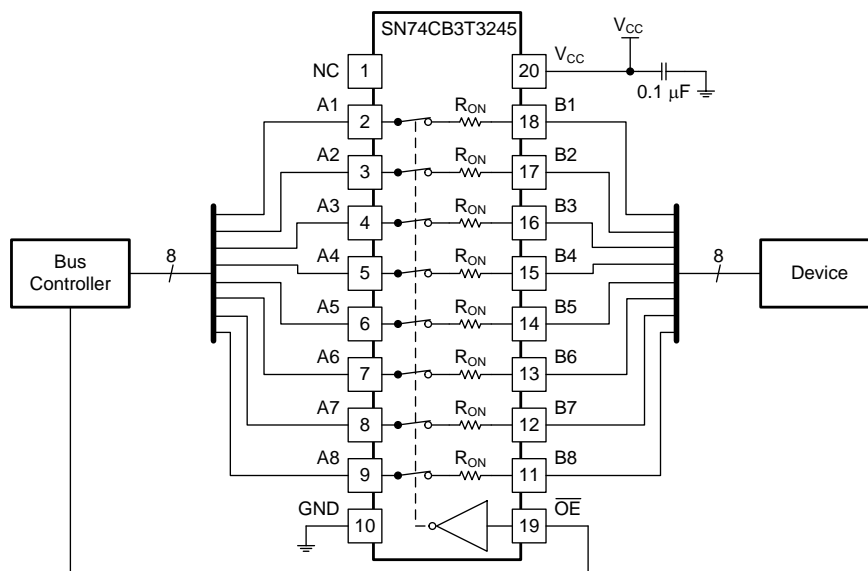 SN74CB3T3245
V_CC
NC 1 20 V_CC
0.1 μF
A1 2 R_ON 18 B1
A2 3 R_ON 17 B2
A3 4 R_ON 16 B3
A4 5 R_ON 15 B4
A5 6 R_ON 14 B5
A6 7 R_ON 13 B6
A7 8 R_ON 12 B7
A8 9 R_ON 11 B8
GND 10 19 O̅E̅
Bus
Controller
8
8
Device